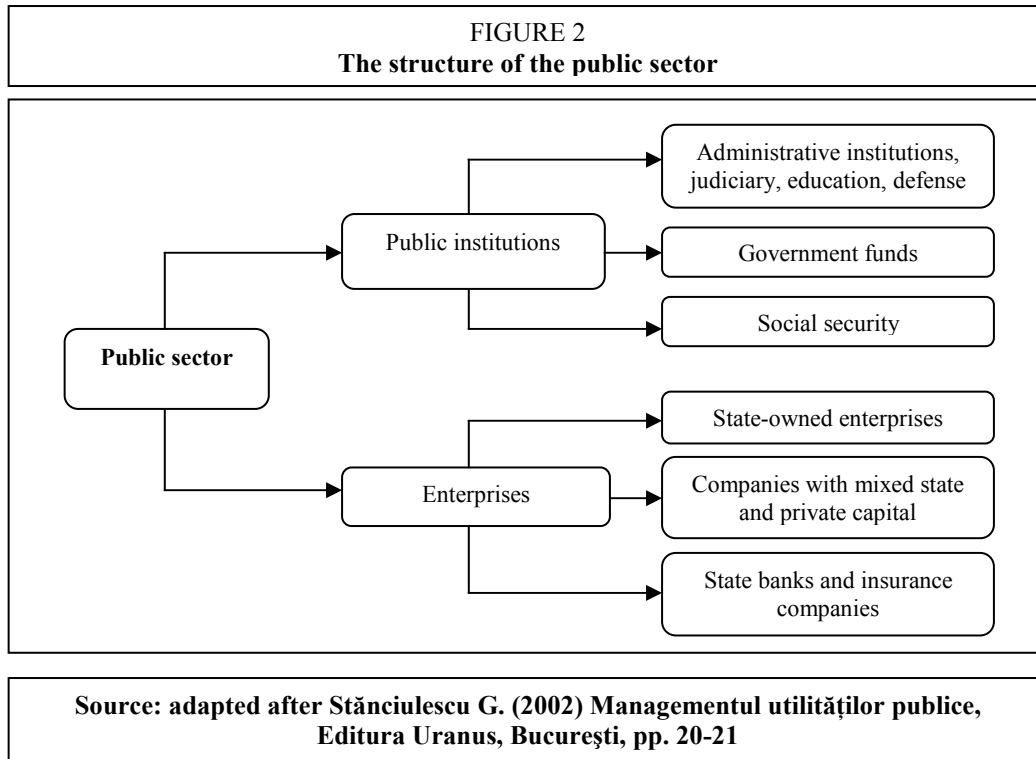 FIGURE 2
The structure of the public sector
Administrative institutions,
judiciary, education, defense
Public institutions
Government funds
Social security
Public sector
State-owned enterprises
Enterprises
Companies with mixed state
and private capital
State banks and insurance
companies
Source: adapted after Stănciulescu G. (2002) Managementul utilităților publice,
Editura Uranus, Bucureşti, pp. 20-21